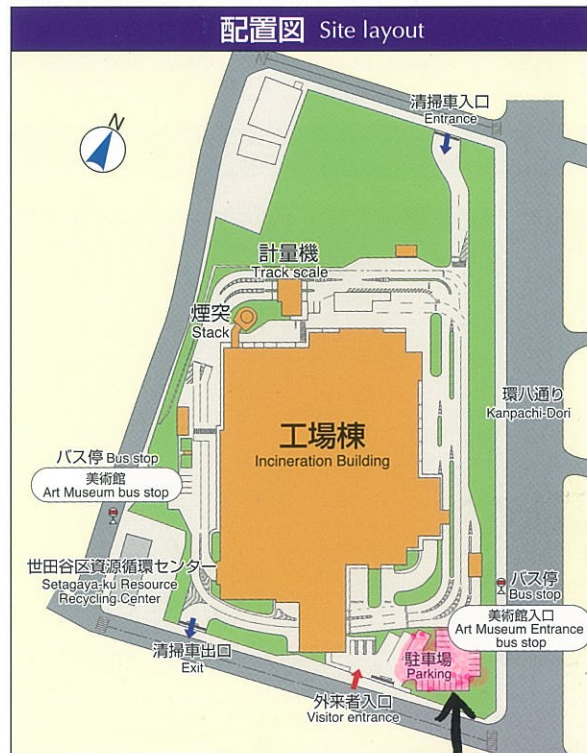 配置図 Site layout
N
清掃車入口
Entrance
計量機
Track scale
煙突
Stack
環八通り
Kanpachi-Dori
工場棟
Incineration Building
バス停 Bus stop
美術館
Art Museum bus stop
世田谷区資源循環センター
Setagaya-ku Resource
Recycling Center
バス停
Bus stop
美術館入口
Art Museum Entrance
bus stop
清掃車出口
Exit
駐車場
Parking
外来者入口
Visitor entrance